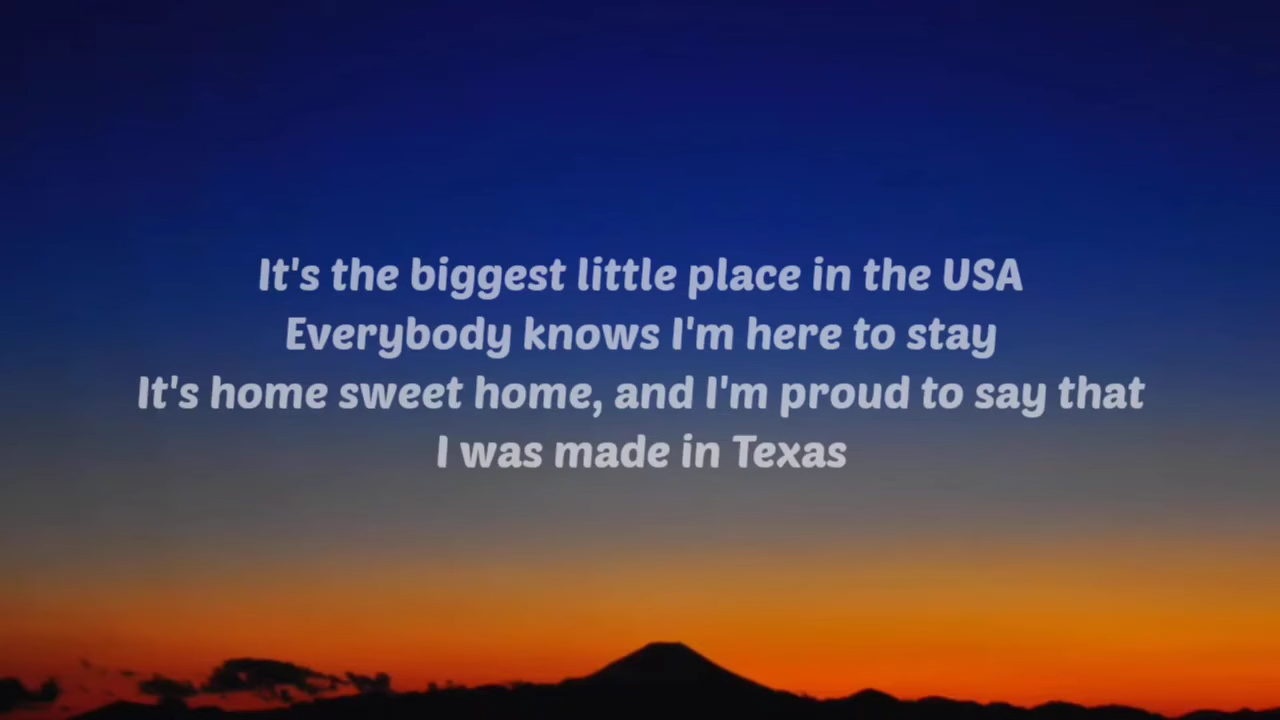 It's the biggest little place in the USA
Everybody knows I'm here to stay
It's home sweet home, and I'm proud to say that
I was made in Texas